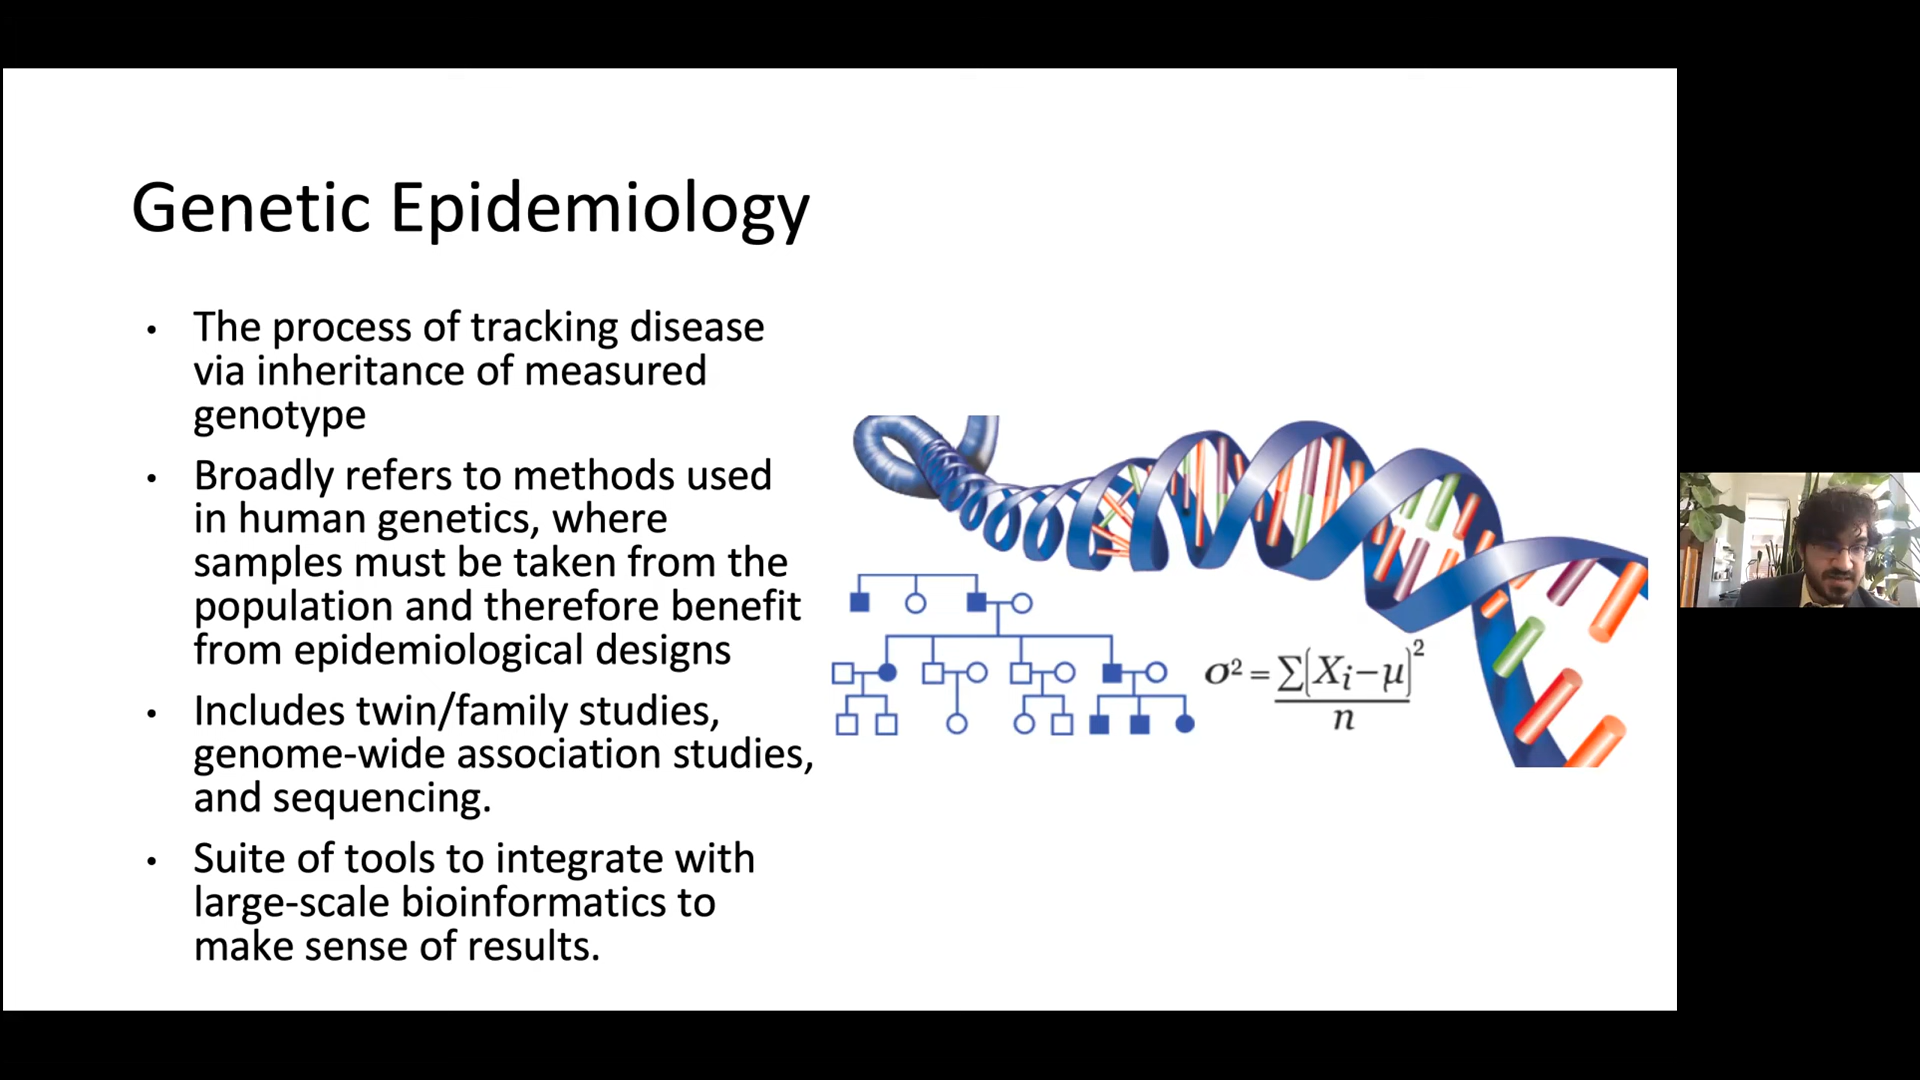 Genetic Epidemiology
• The process of tracking disease
via inheritance of measured
genotype
• Broadly refers to methods used
in human genetics, where
samples must be taken from the
population and therefore benefit
from epidemiological designs
• Includes twin/family studies,
genome-wide association studies,
and sequencing.
• Suite of tools to integrate with
large-scale bioinformatics to
make sense of results.
σ² = Σ(Xi−μ)²
n